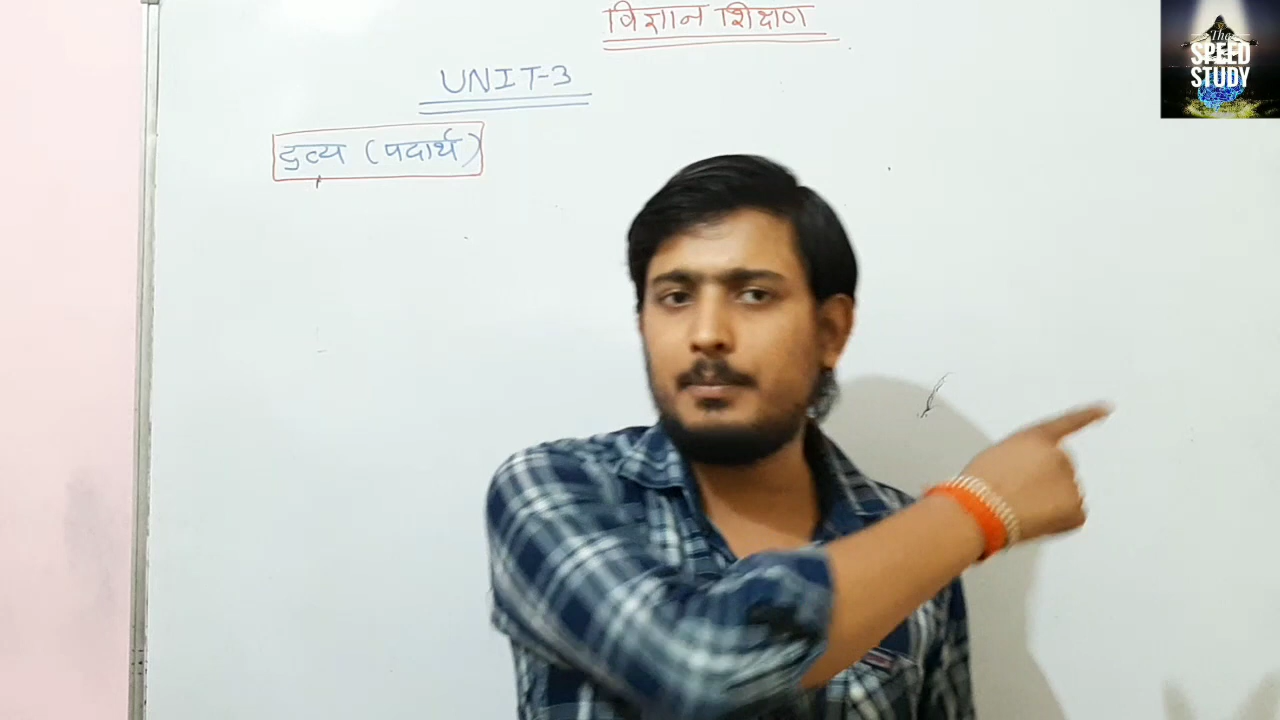 विज्ञान शिक्षण
UNIT-3
द्रव्य (पदार्थ)
The
SPEED
STUDY